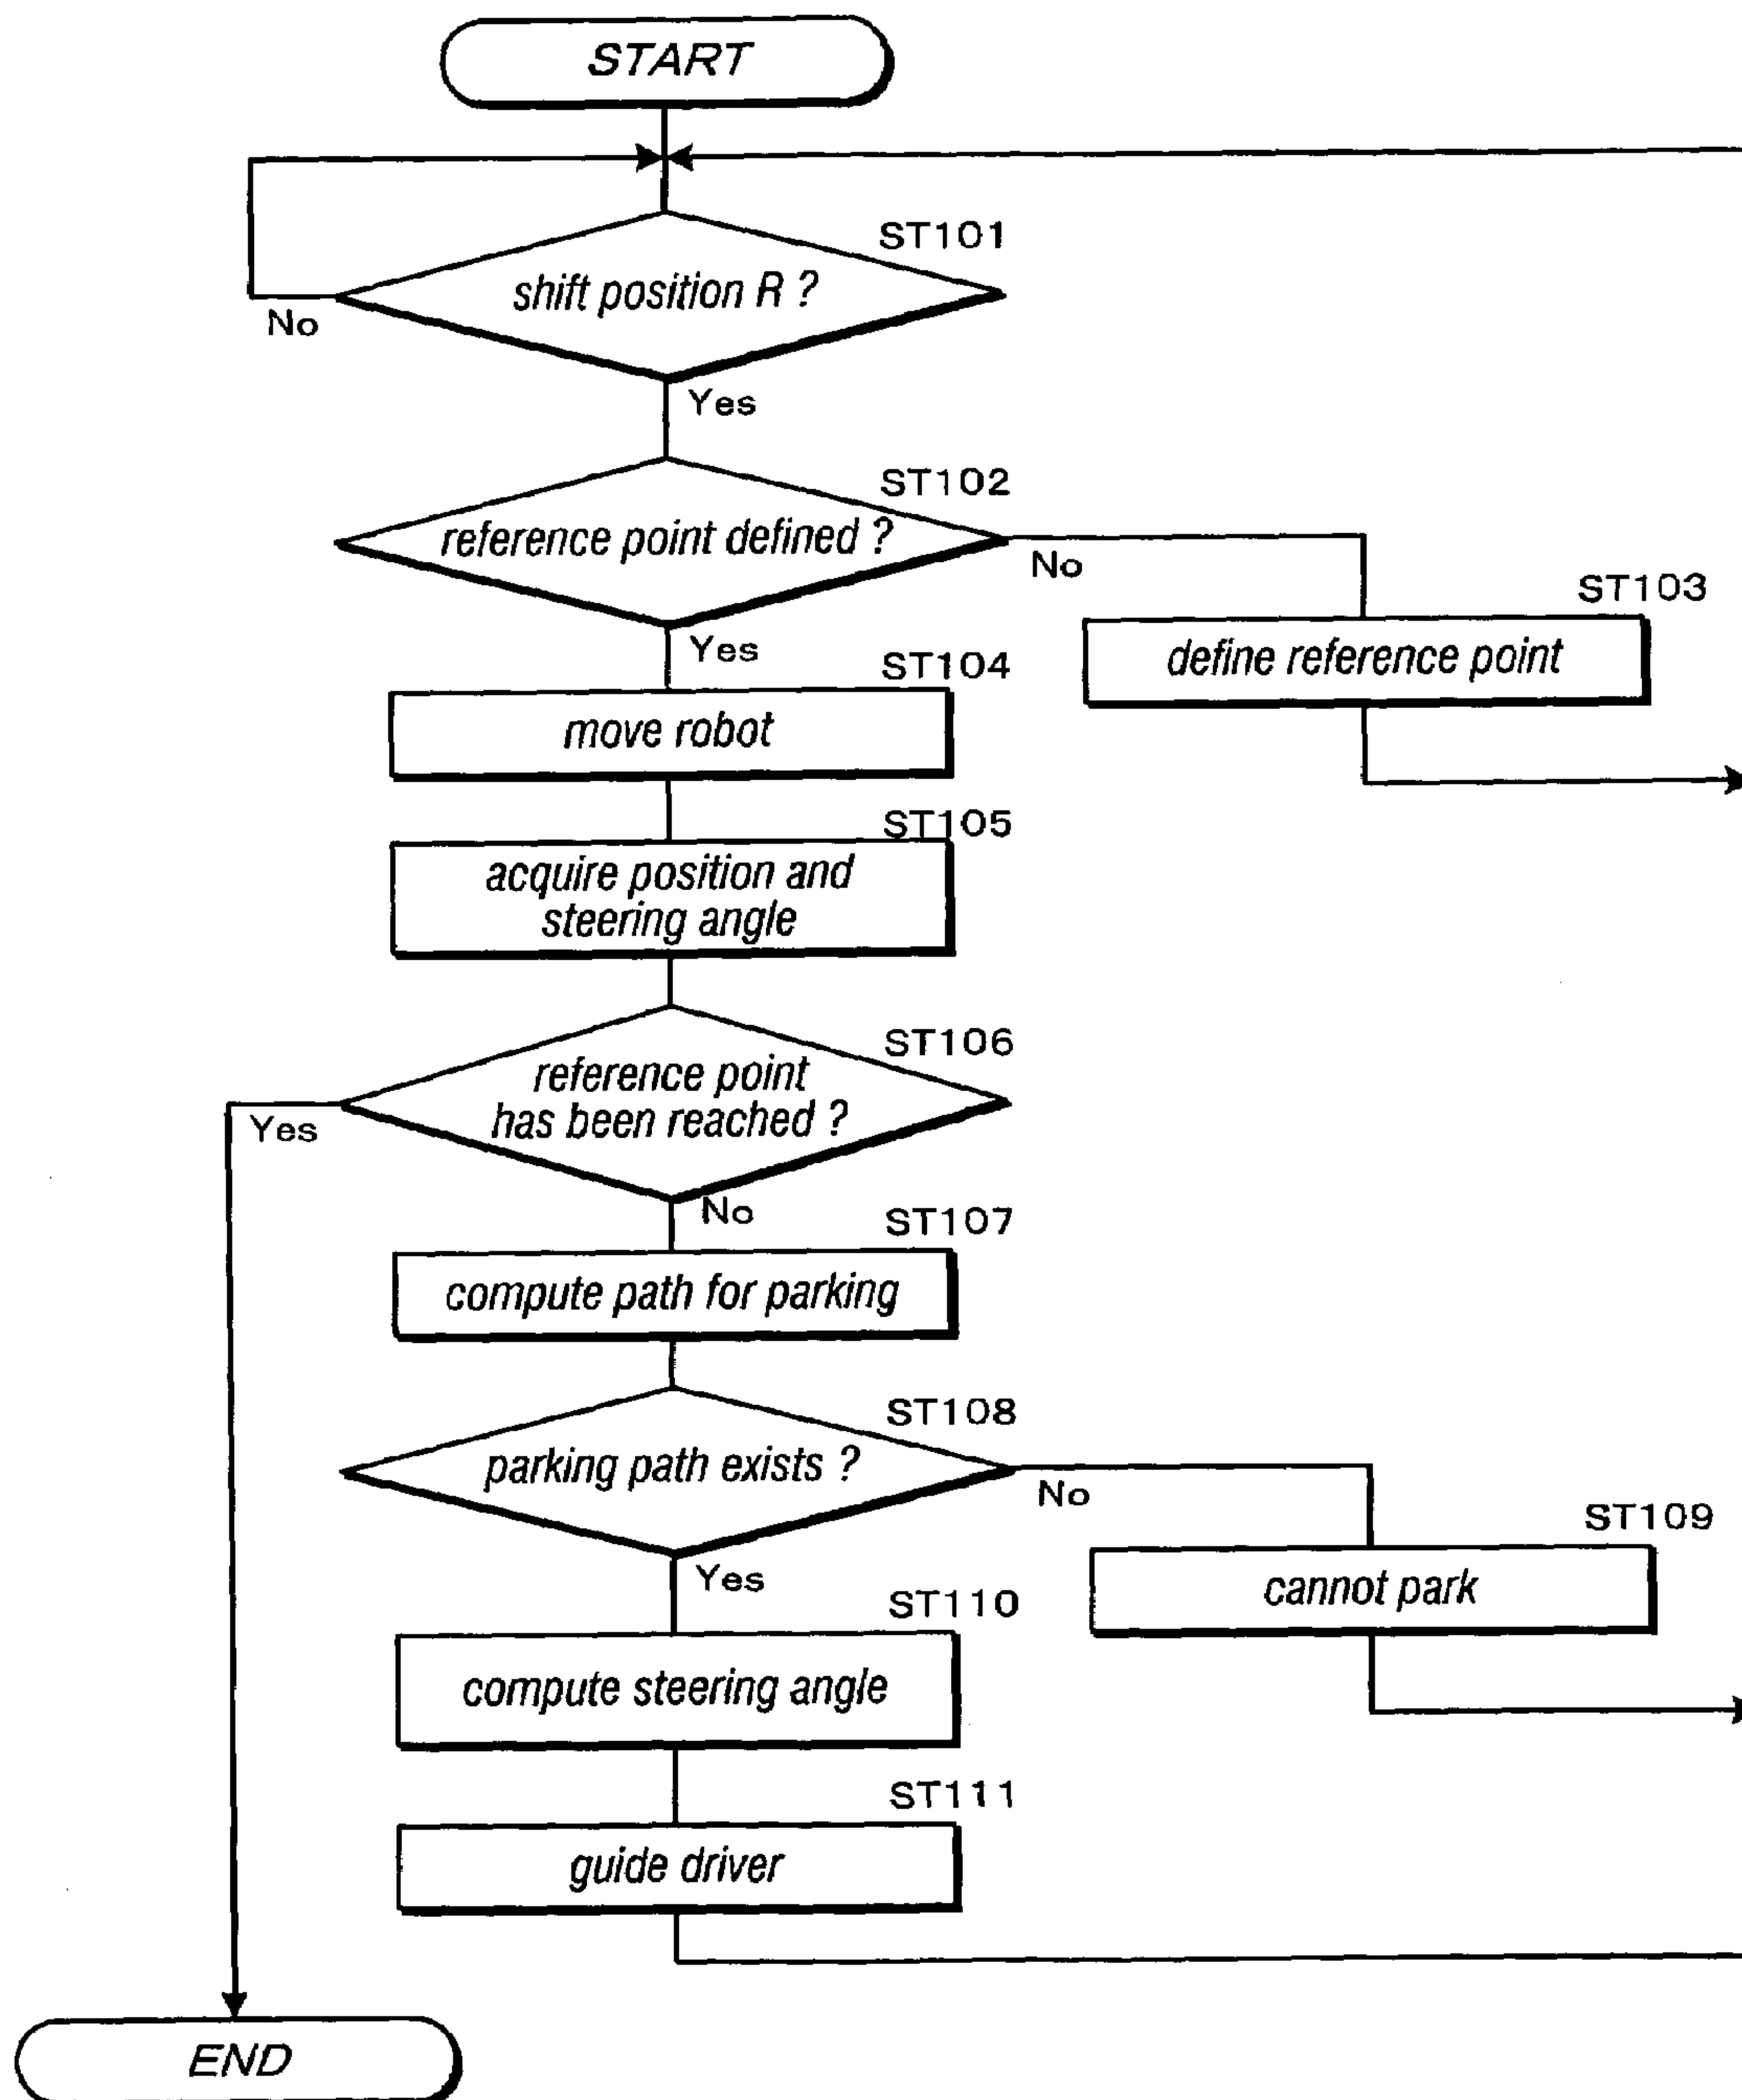 START
ST101
shift position R ?
No
Yes
ST102
reference point defined ?
No
ST103
Yes
define reference point
ST104
move robot
ST105
acquire position and
steering angle
ST106
reference point
has been reached ?
Yes
No
ST107
compute path for parking
ST108
parking path exists ?
No
ST109
Yes
cannot park
ST110
compute steering angle
ST111
guide driver
END